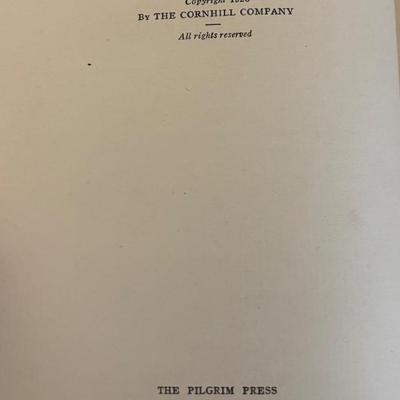 Copyright
By THE CORNHILL COMPANY
All rights reserved
THE PILGRIM PRESS